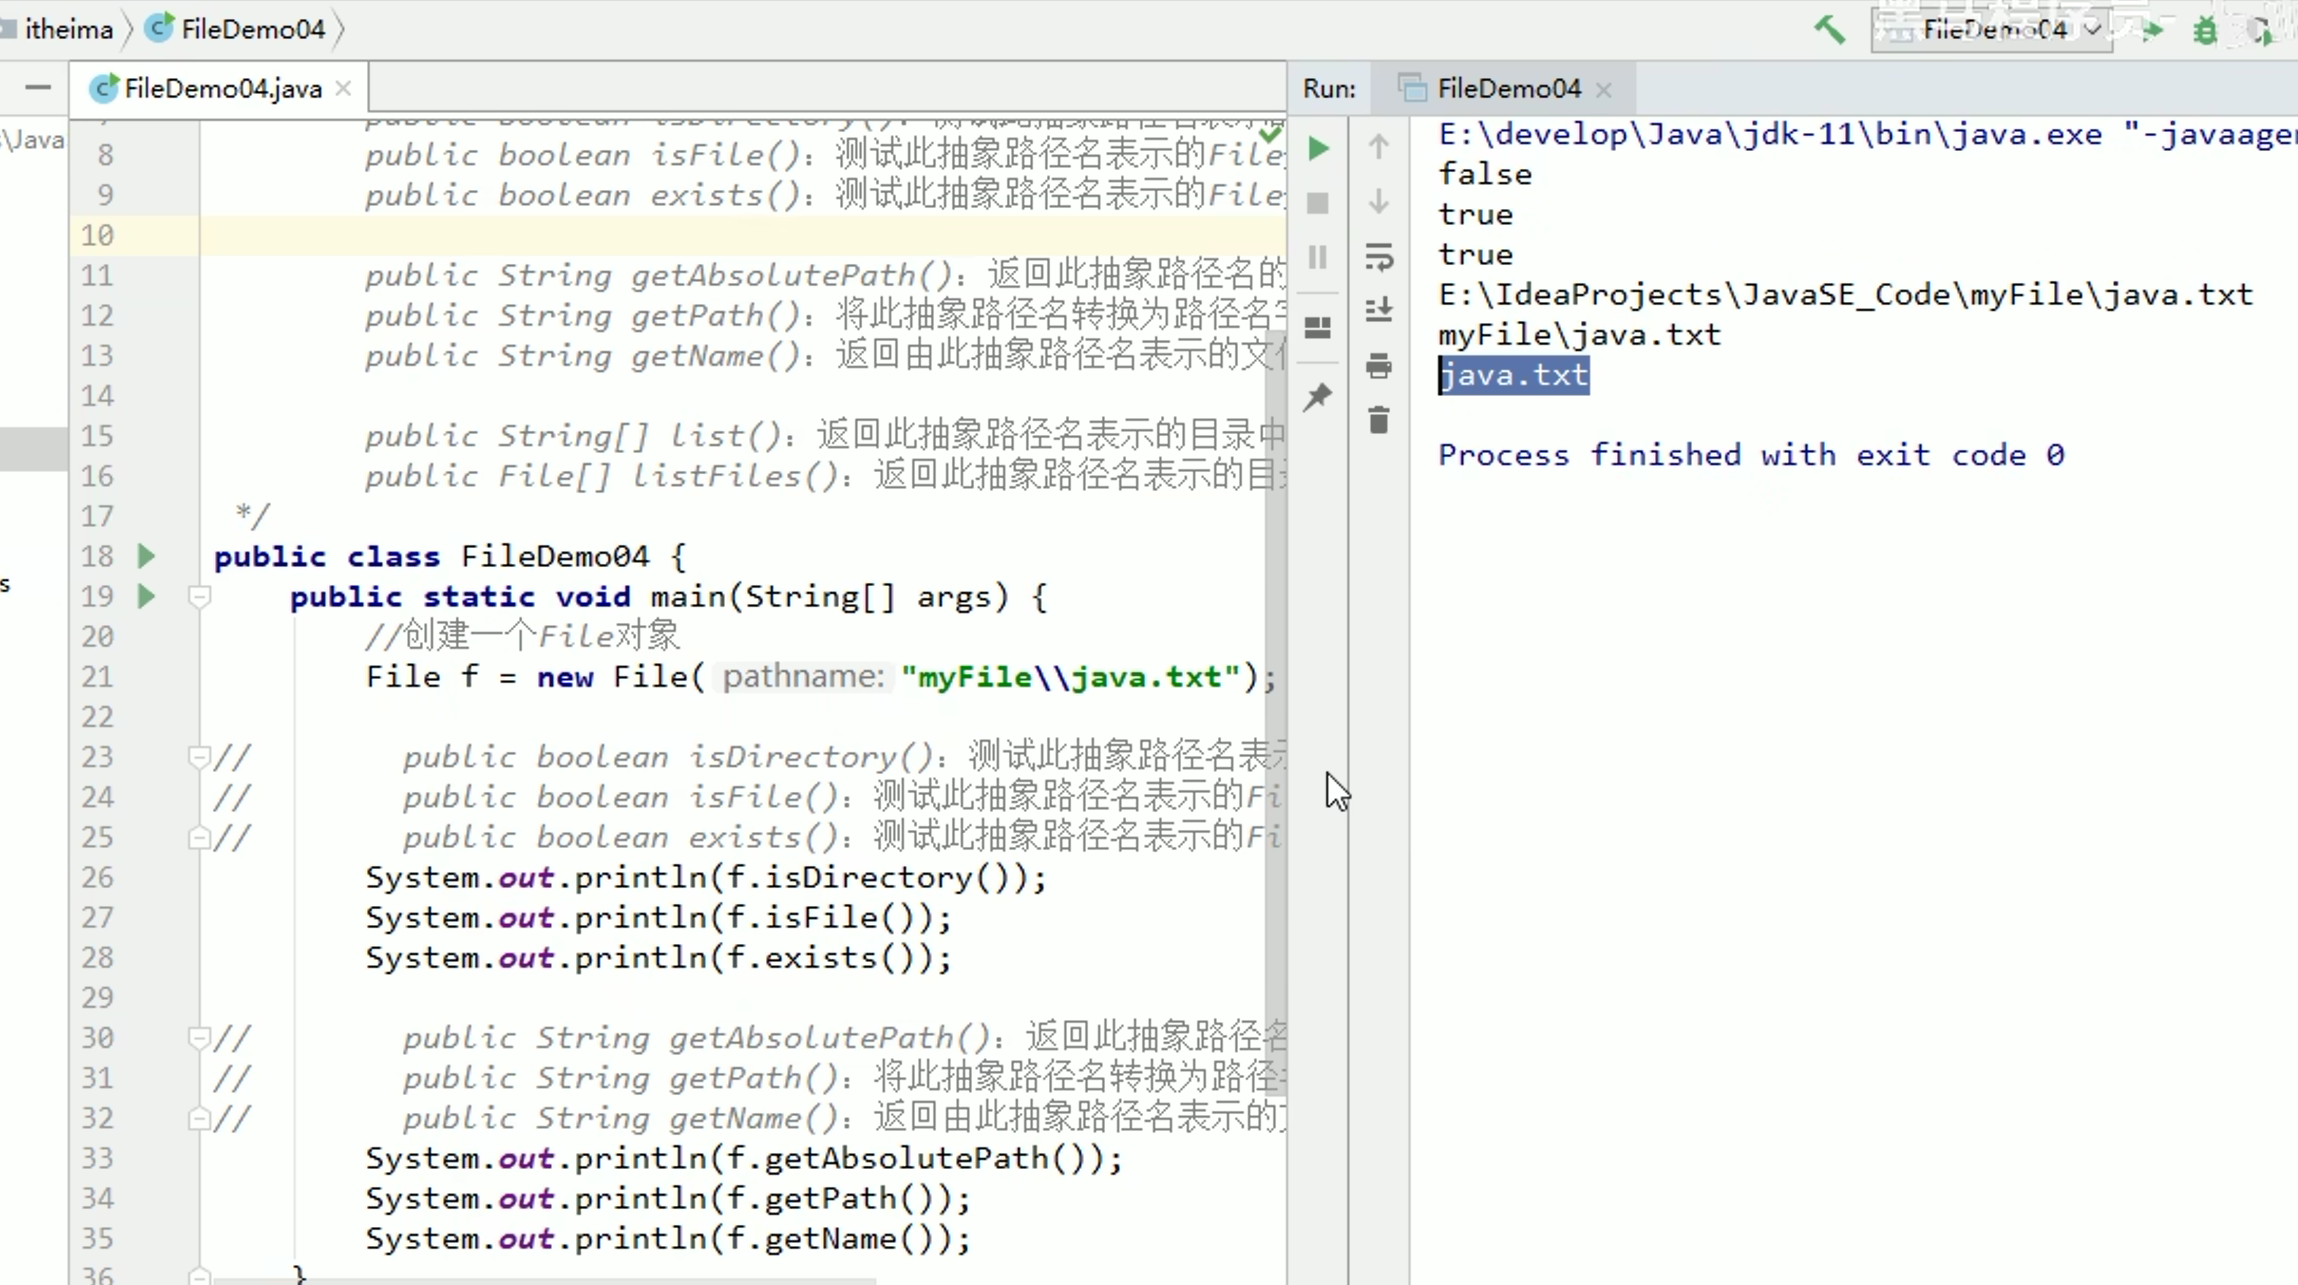 itheima FileDemo04
黑马程序员- FileDemo04
FileDemo04.java
Run: FileDemo04
\Java
8 public boolean isFile()：测试此抽象路径名表示的File
9 public boolean exists()：测试此抽象路径名表示的File
10
11 public String getAbsolutePath()：返回此抽象路径名的
12 public String getPath()：将此抽象路径名转换为路径名
13 public String getName()：返回由此抽象路径名表示的文
14
15 public String[] list()：返回此抽象路径名表示的目录中
16 public File[] listFiles()：返回此抽象路径名表示的目
17 */
18 public class FileDemo04 {
s
19 public static void main(String[] args) {
20 //创建一个File对象
21 File f = new File( pathname: "myFile\\java.txt");
22
23 // public boolean isDirectory()：测试此抽象路径名表
24 // public boolean isFile()：测试此抽象路径名表示的Fi
25 // public boolean exists()：测试此抽象路径名表示的Fi
26 System.out.println(f.isDirectory());
27 System.out.println(f.isFile());
28 System.out.println(f.exists());
29
30 // public String getAbsolutePath()：返回此抽象路径名
31 // public String getPath()：将此抽象路径名转换为路径
32 // public String getName()：返回由此抽象路径名表示的
33 System.out.println(f.getAbsolutePath());
34 System.out.println(f.getPath());
35 System.out.println(f.getName());
36 }
E:\develop\Java\jdk-11\bin\java.exe "-javaage
false
true
true
E:\IdeaProjects\JavaSE_Code\myFile\java.txt
myFile\java.txt
java.txt
Process finished with exit code 0